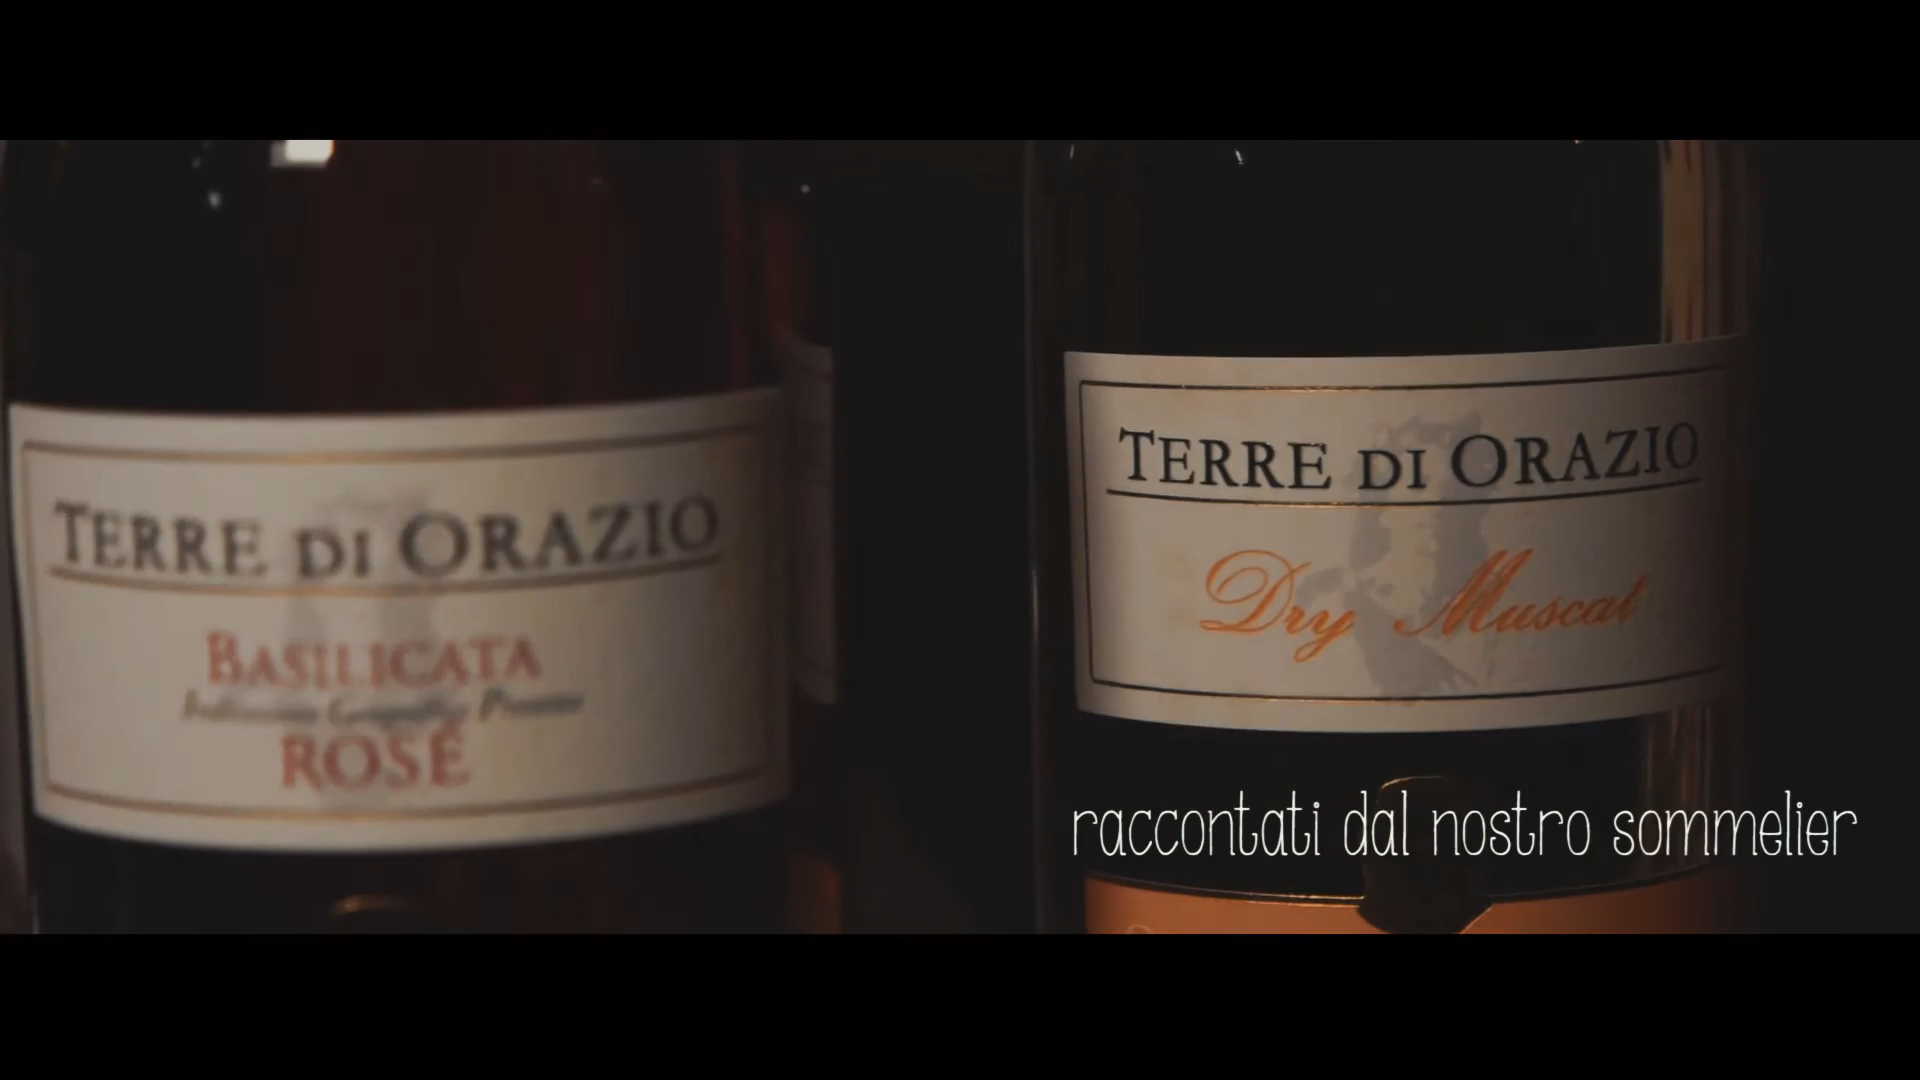 TERRE DI ORAZIO
BASILICATA
ROSÉ
TERRE DI ORAZIO
Dry Muscat
raccontati dal nostro sommelier